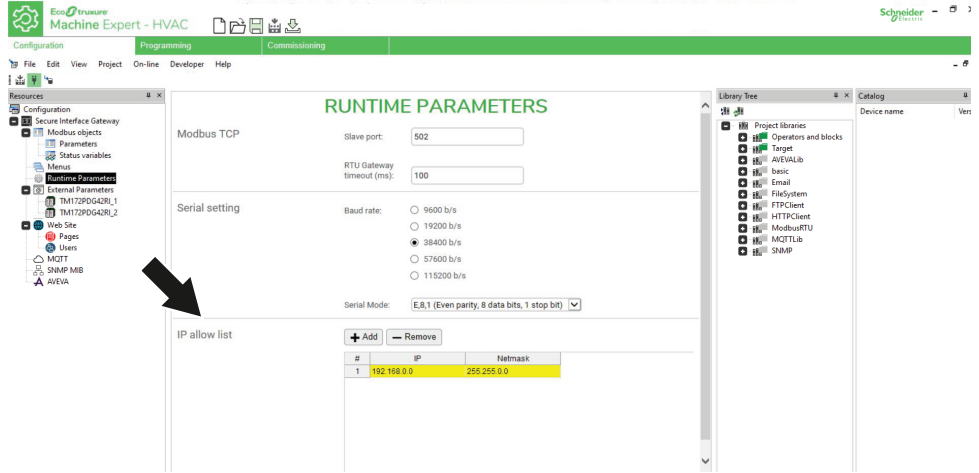 EcoStruxure
Machine Expert - HVAC
Schneider
Electric
Configuration
Programming
Commissioning
File Edit View Project On-line Developer Help
Resources
Configuration
Secure Interface Gateway
Modbus objects
Parameters
Status variables
Menus
Runtime Parameters
External Parameters
TM172PDG42RI_1
TM172PDG42RI_2
Web Site
Pages
Users
MQTT
SNMP MIB
AVEVA
RUNTIME PARAMETERS
Modbus TCP
Slave port:
502
RTU Gateway
timeout (ms):
100
Serial setting
Baud rate:
9600 b/s
19200 b/s
38400 b/s
57600 b/s
115200 b/s
Serial Mode:
E,8,1 (Even parity, 8 data bits, 1 stop bit)
IP allow list
Add
Remove
# IP Netmask
1 192.168.0.0 255.255.0.0
Library Tree
Project libraries
Operators and blocks
Target
AVEVALib
basic
Email
FileSystem
FTPClient
HTTPClient
ModbusRTU
MQTTLib
SNMP
Catalog
Device name
Vers